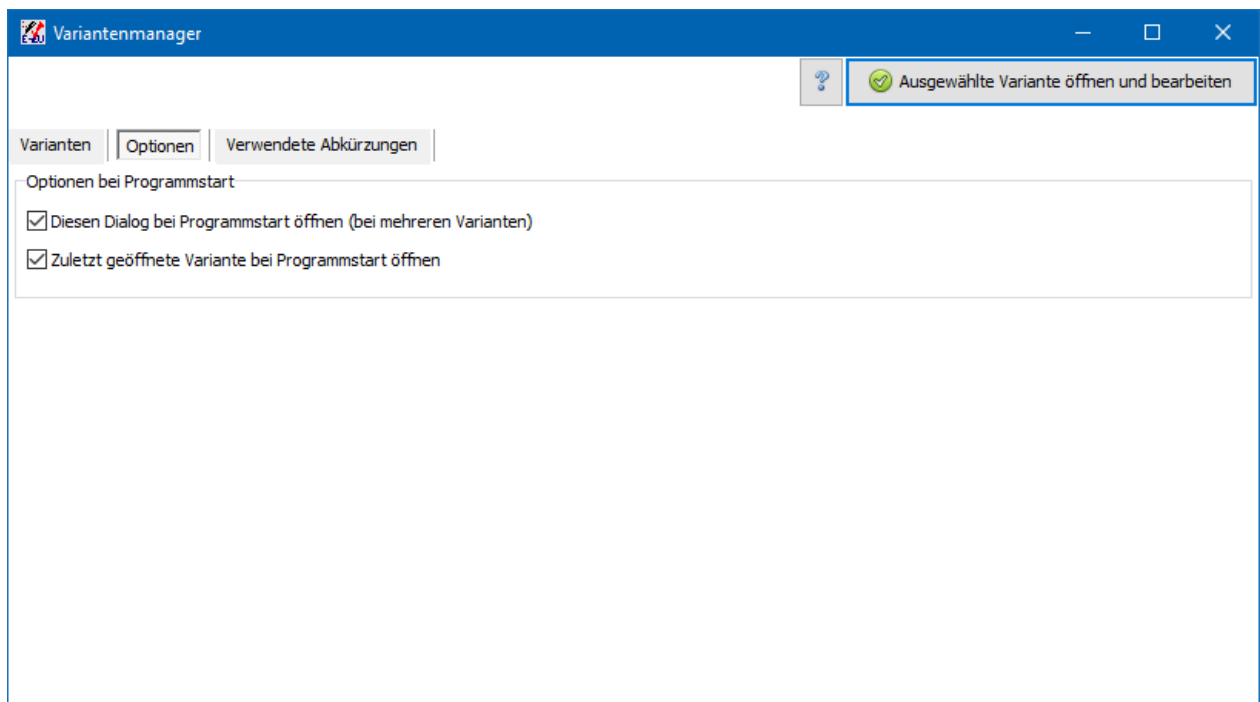 Variantenmanager
Ausgewählte Variante öffnen und bearbeiten
Varianten Optionen Verwendete Abkürzungen
Optionen bei Programmstart
Diesen Dialog bei Programmstart öffnen (bei mehreren Varianten)
Zuletzt geöffnete Variante bei Programmstart öffnen